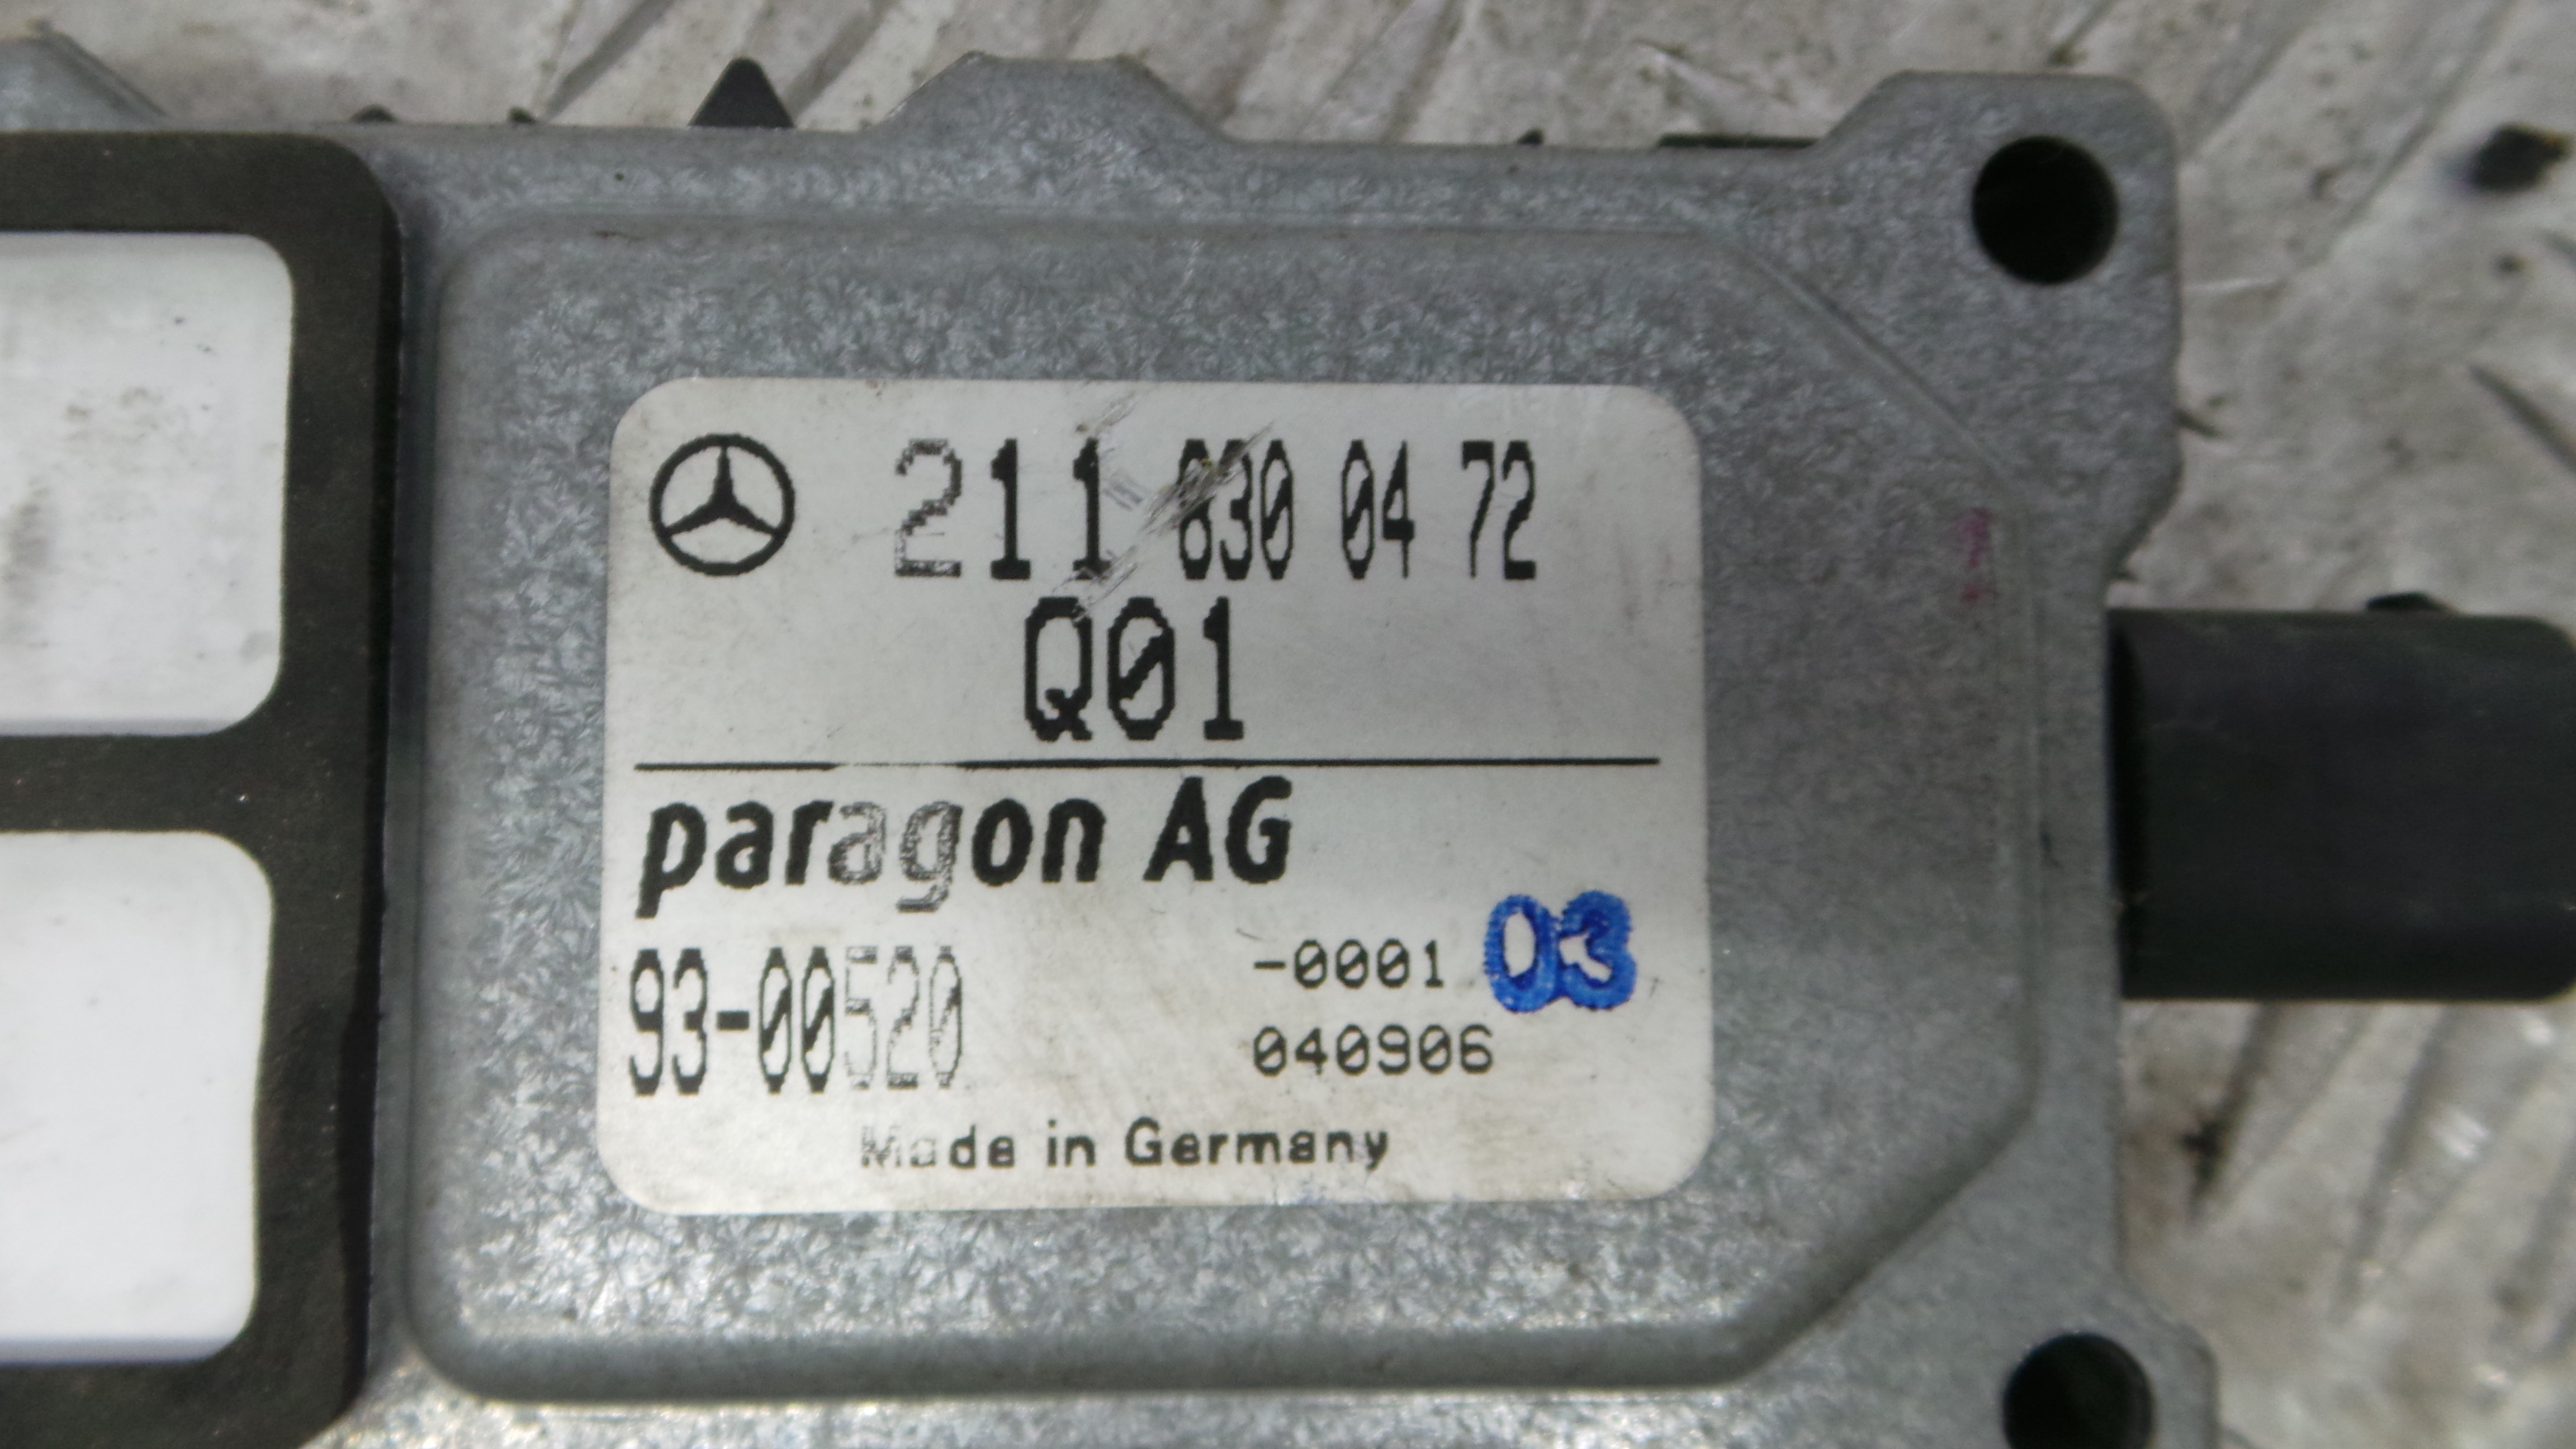 211 830 04 72
Q01
paragon AG
93-00520 -0001 03
040906
Made in Germany